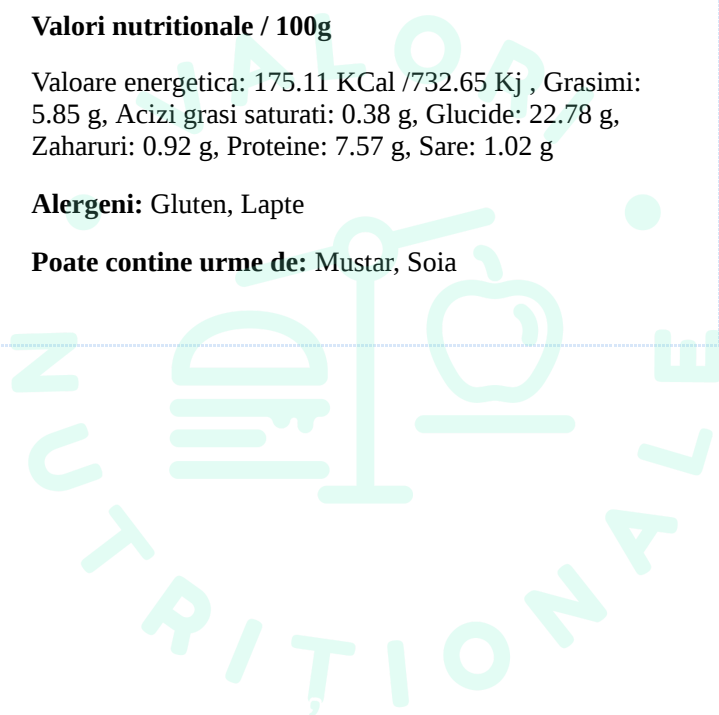 Valori nutritionale / 100g
Valoare energetica: 175.11 KCal /732.65 Kj , Grasimi:
5.85 g, Acizi grasi saturati: 0.38 g, Glucide: 22.78 g,
Zaharuri: 0.92 g, Proteine: 7.57 g, Sare: 1.02 g
Alergeni: Gluten, Lapte
Poate contine urme de: Mustar, Soia
VALORI
NUTRIȚIONALE